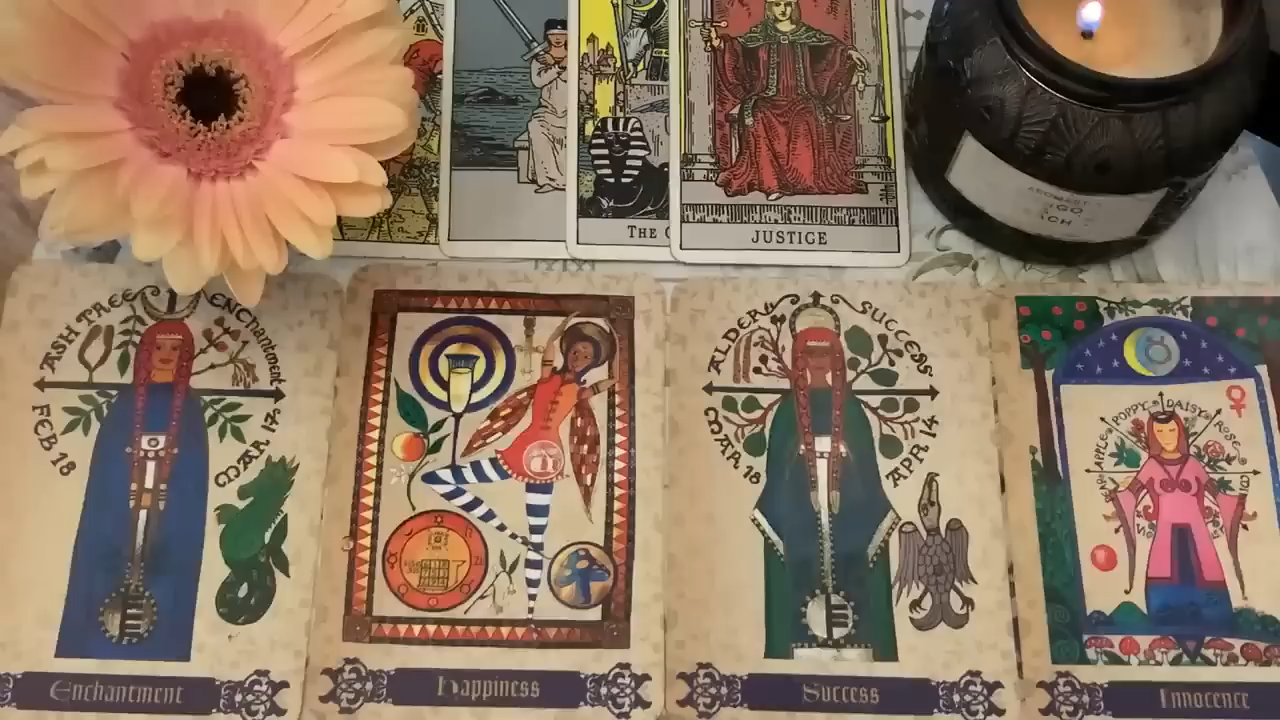 THE
JUSTICE
ASH TREE
ENCHANTMENT
FEB 18
MAR 17
Enchantment
Happiness
ALDER
SUCCESS
MAR 18
APR 14
Success
APPLE
POPPY
DAISY
ROSE
Innocence